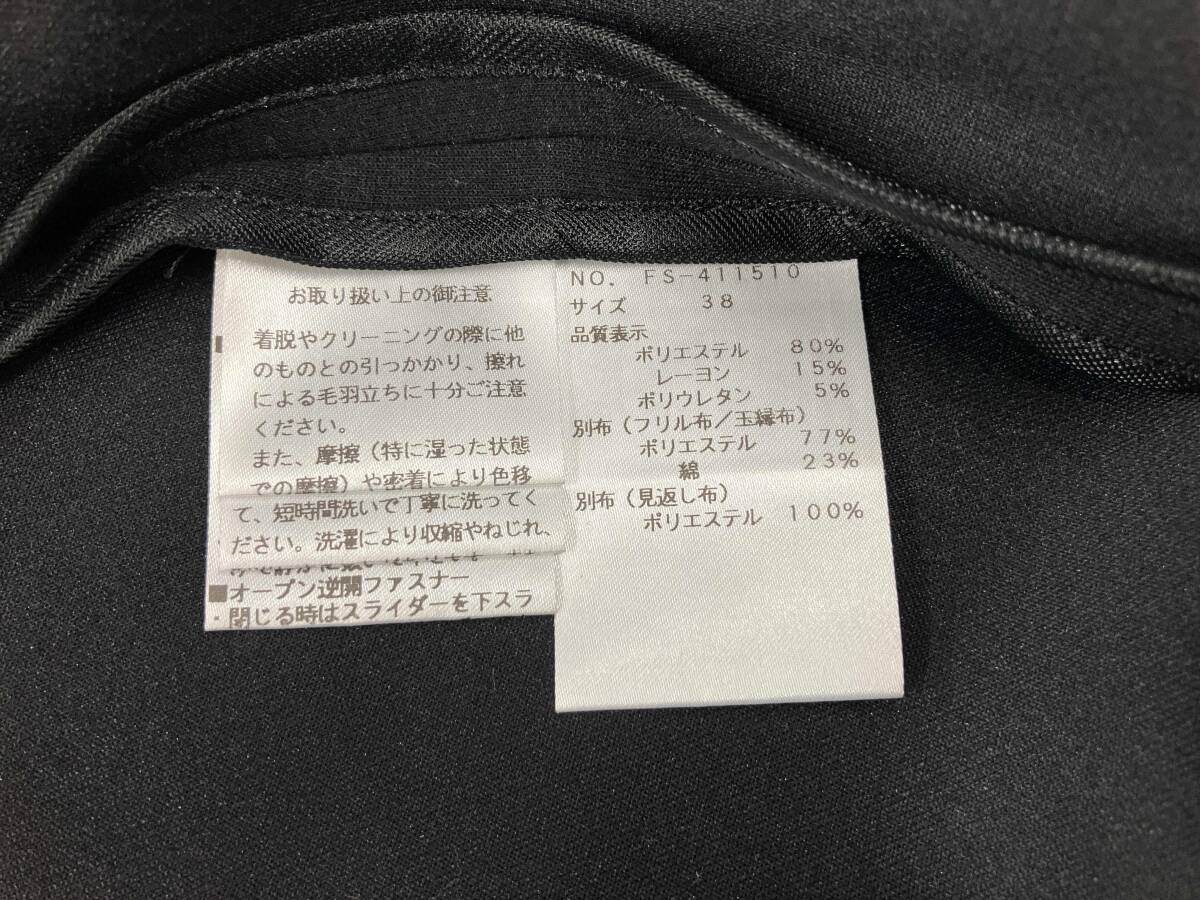 お取り扱い上の御注意
着脱やクリーニングの際に他
のものとの引っかかり、擦れ
による毛羽立ちに十分ご注意
ください。
また、摩擦（特に湿った状態
での摩擦）や密着により色移
て、短時間洗いで丁寧に洗ってく
ださい。洗濯により収縮やねじれ、
■オープン逆開ファスナー
・閉じる時はスライダーを下スラ
NO. FS-411510
サイズ 38
品質表示
ポリエステル 80%
レーヨン 15%
ポリウレタン 5%
別布（フリル布／玉縁布）
ポリエステル 77%
綿 23%
別布（見返し布）
ポリエステル 100%